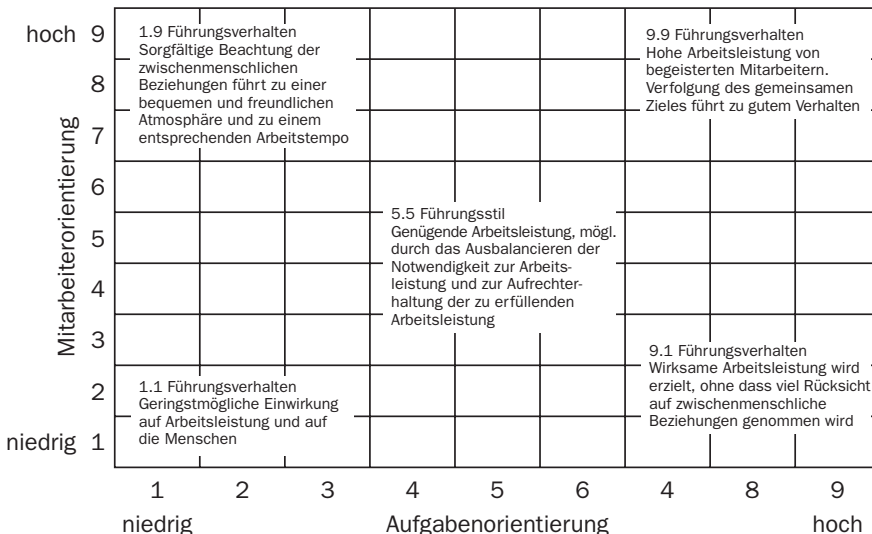 hoch 9
8
7
6
5
4
3
2
niedrig 1
Mitarbeiterorientierung
1.9 Führungsverhalten
Sorgfältige Beachtung der
zwischenmenschlichen
Beziehungen führt zu einer
bequemen und freundlichen
Atmosphäre und zu einem
entsprechenden Arbeitstempo
9.9 Führungsverhalten
Hohe Arbeitsleistung von
begeisterten Mitarbeitern.
Verfolgung des gemeinsamen
Zieles führt zu gutem Verhalten
5.5 Führungsstil
Genügende Arbeitsleistung, mögl.
durch das Ausbalancieren der
Notwendigkeit zur Arbeits-
leistung und zur Aufrechter-
haltung der zu erfüllenden
Arbeitsleistung
1.1 Führungsverhalten
Geringstmögliche Einwirkung
auf Arbeitsleistung und auf
die Menschen
9.1 Führungsverhalten
Wirksame Arbeitsleistung wird
erzielt, ohne dass viel Rücksicht
auf zwischenmenschliche
Beziehungen genommen wird
1 2 3 4 5 6 4 8 9
niedrig Aufgabenorientierung hoch